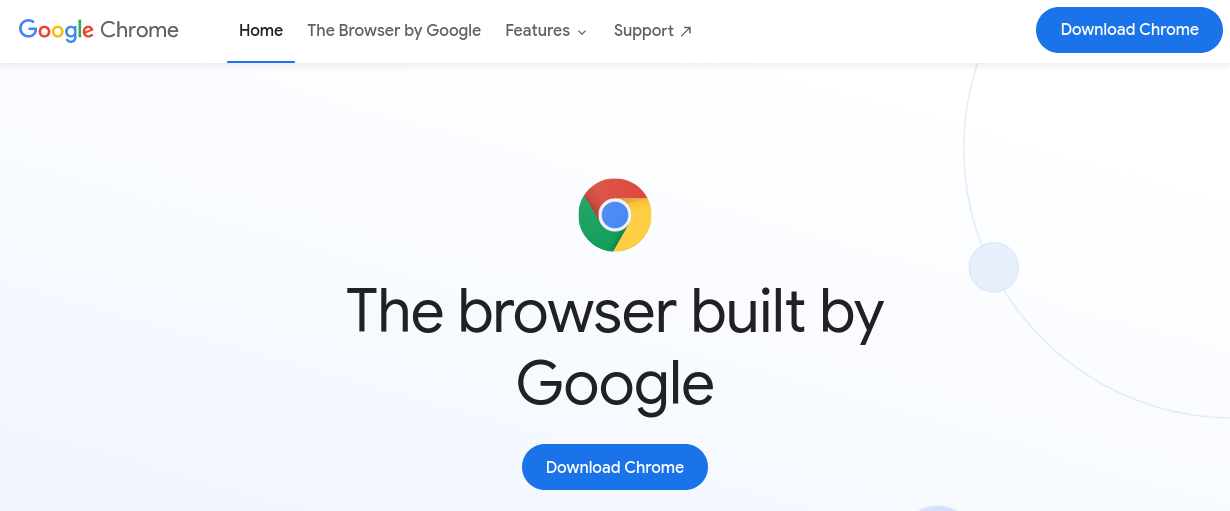 Google Chrome
Home
The Browser by Google
Features
Support
Download Chrome
The browser built by
Google
Download Chrome